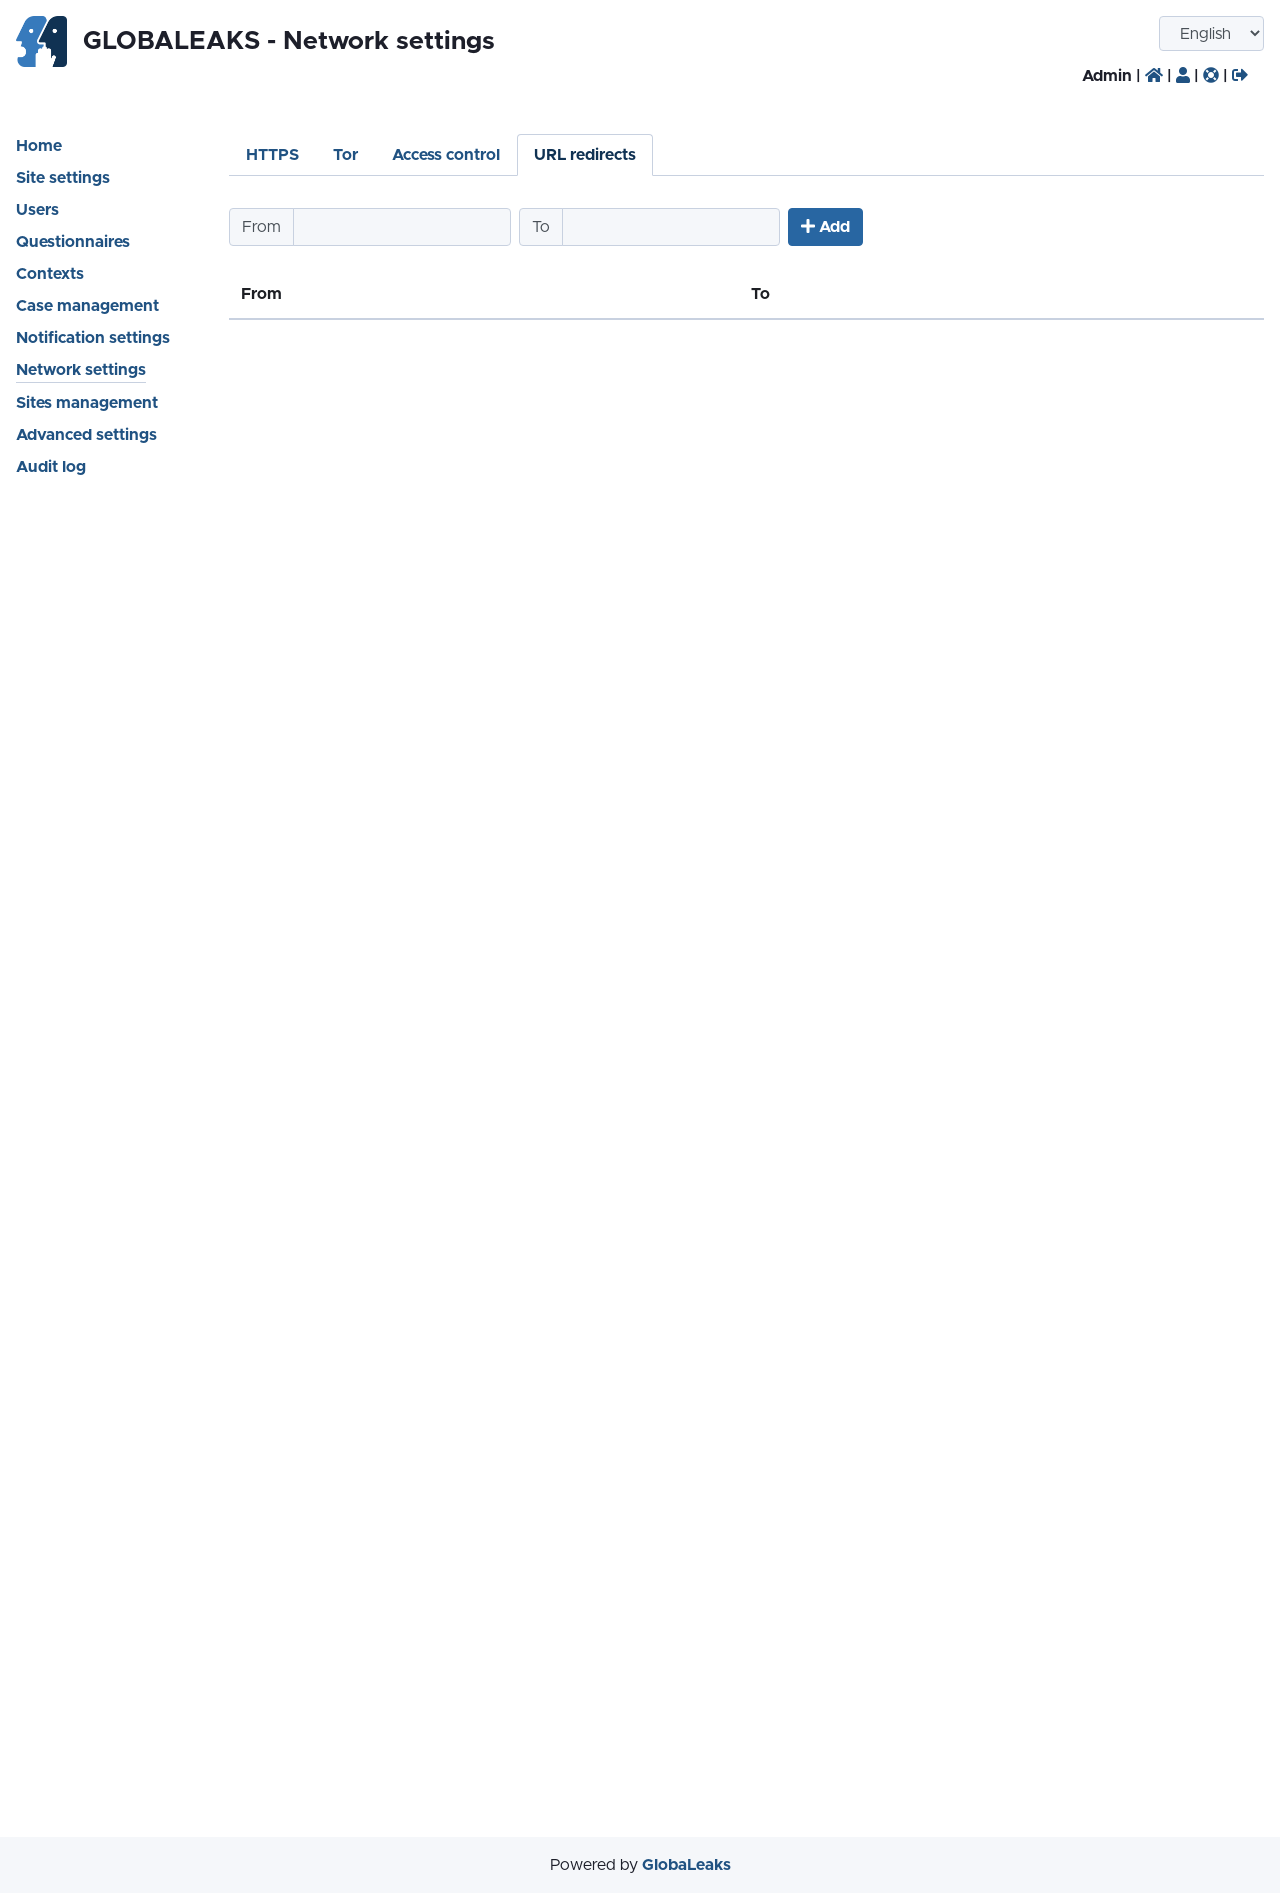 GLOBALEAKS - Network settings
English
Admin | | | |
Home
Site settings
Users
Questionnaires
Contexts
Case management
Notification settings
Network settings
Sites management
Advanced settings
Audit log
HTTPS Tor Access control URL redirects
From To Add
From To
Powered by GlobaLeaks